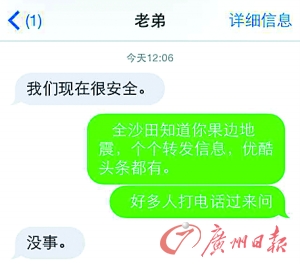 (1)
老弟
详细信息
今天12:06
我们现在很安全。
全沙田知道你果边地
震，个个转发信息，优酷
头条都有。
好多人打电话过来问
没事。
廣州日報